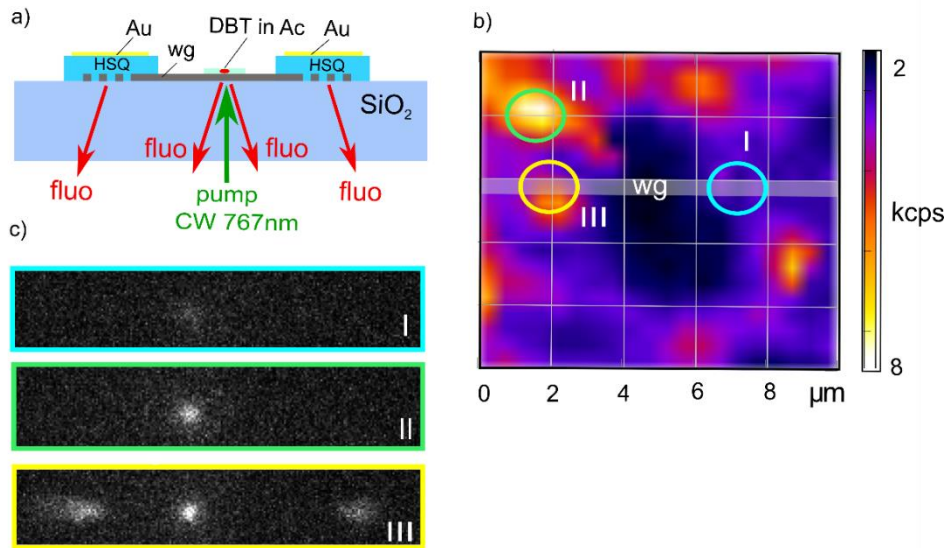 a)
Au
wg
DBT in Ac
Au
HSQ
HSQ
SiO2
fluo
fluo
fluo
fluo
pump
CW 767nm
b)
II
I
wg
III
2
kcps
8
0
2
4
6
8
µm
c)
I
II
III